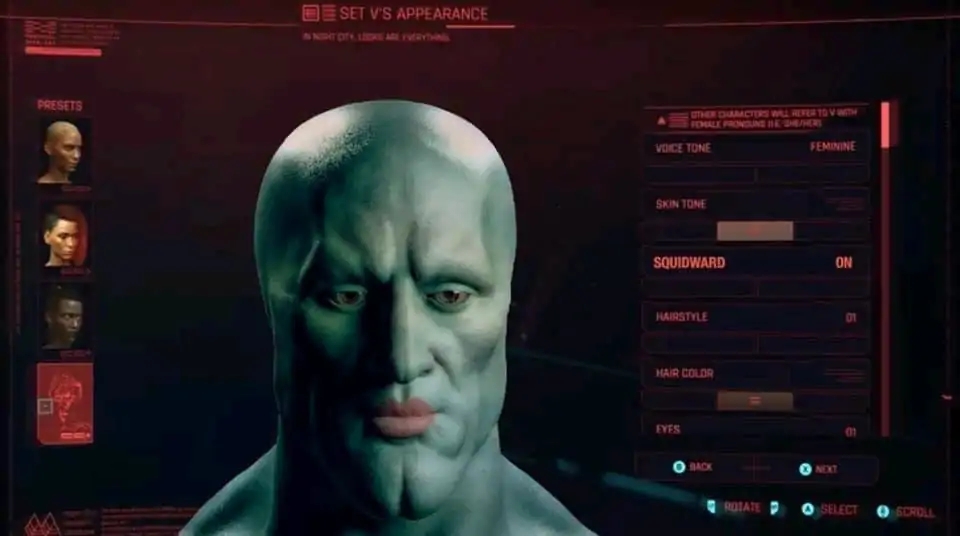 SET V'S APPEARANCE
IN NIGHT CITY, LOOKS ARE EVERYTHING.
PRESETS
OTHER CHARACTERS WILL REFER TO V WITH
FEMALE PRONOUNS (I.E. SHE/HER)
VOICE TONE FEMININE
SKIN TONE
SQUIDWARD ON
HAIRSTYLE 01
HAIR COLOR
EYES 01
B BACK X NEXT
ROTATE A SELECT SCROLL